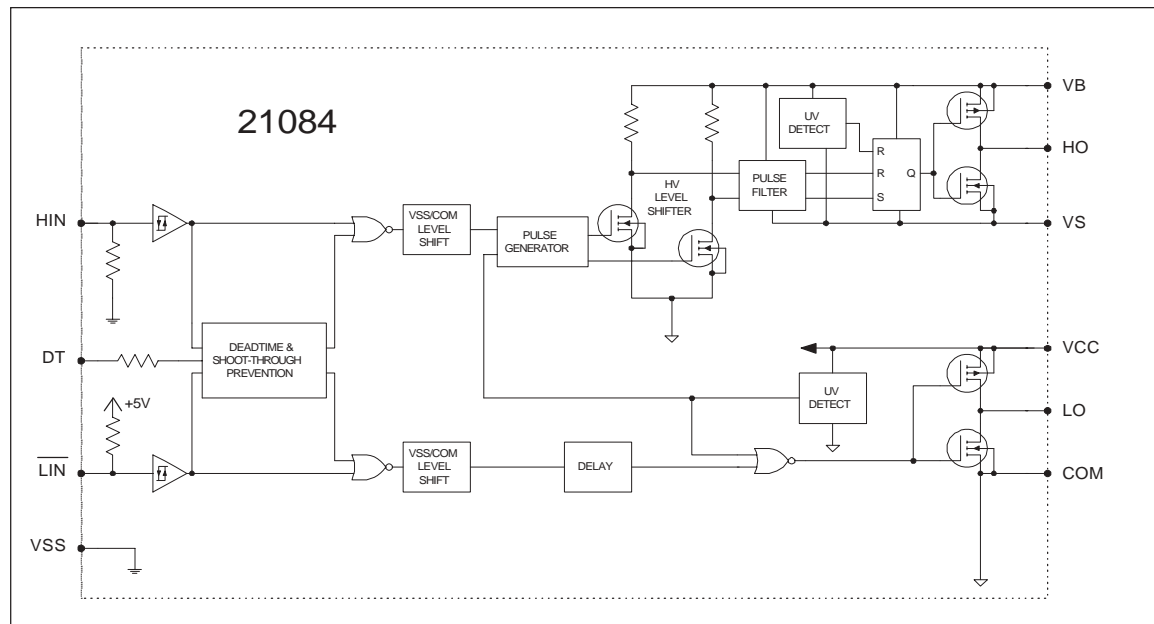 21084
VB
UV
DETECT
HO
R
R
Q
S
PULSE
FILTER
HV
LEVEL
SHIFTER
VS
HIN
VSS/COM
LEVEL
SHIFT
PULSE
GENERATOR
DT
DEADTIME &
SHOOT-THROUGH
PREVENTION
VCC
UV
DETECT
+5V
LO
LIN
VSS/COM
LEVEL
SHIFT
DELAY
COM
VSS